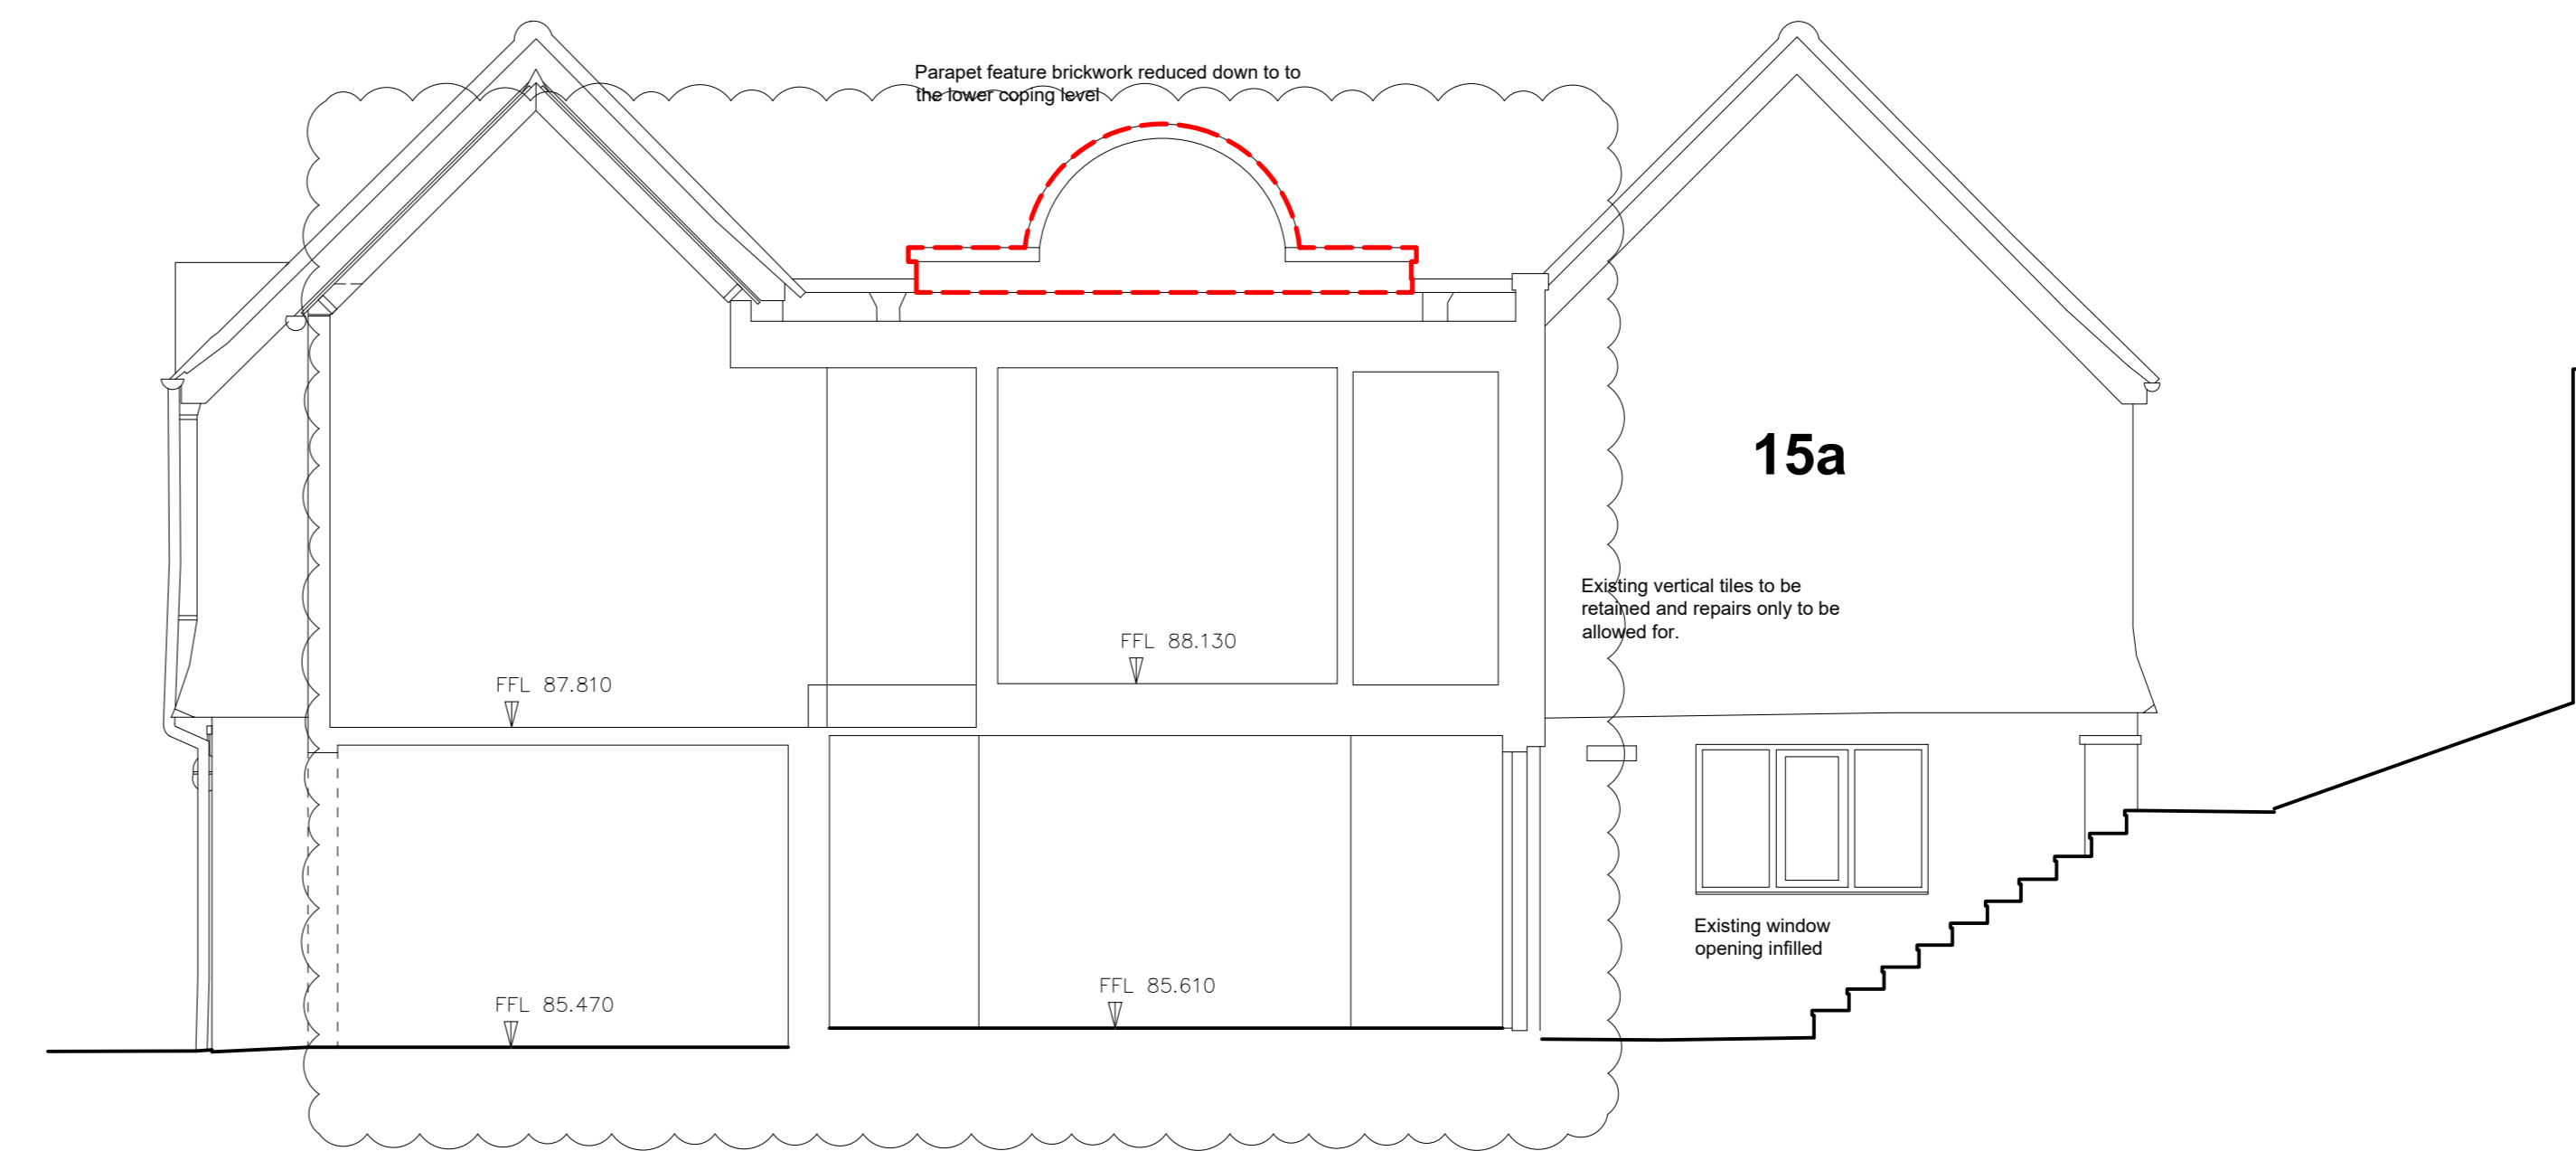 Parapet feature brickwork reduced down to to
the lower coping level
15a
Existing vertical tiles to be
retained and repairs only to be
allowed for.
FFL 88.130
FFL 87.810
Existing window
opening infilled
FFL 85.610
FFL 85.470